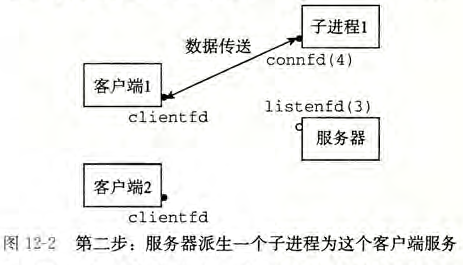 子进程1
数据传送
connfd(4)
客户端1
clientfd
listenfd(3)
服务器
客户端2
clientfd
图 12-2 第二步：服务器派生一个子进程为这个客户端服务